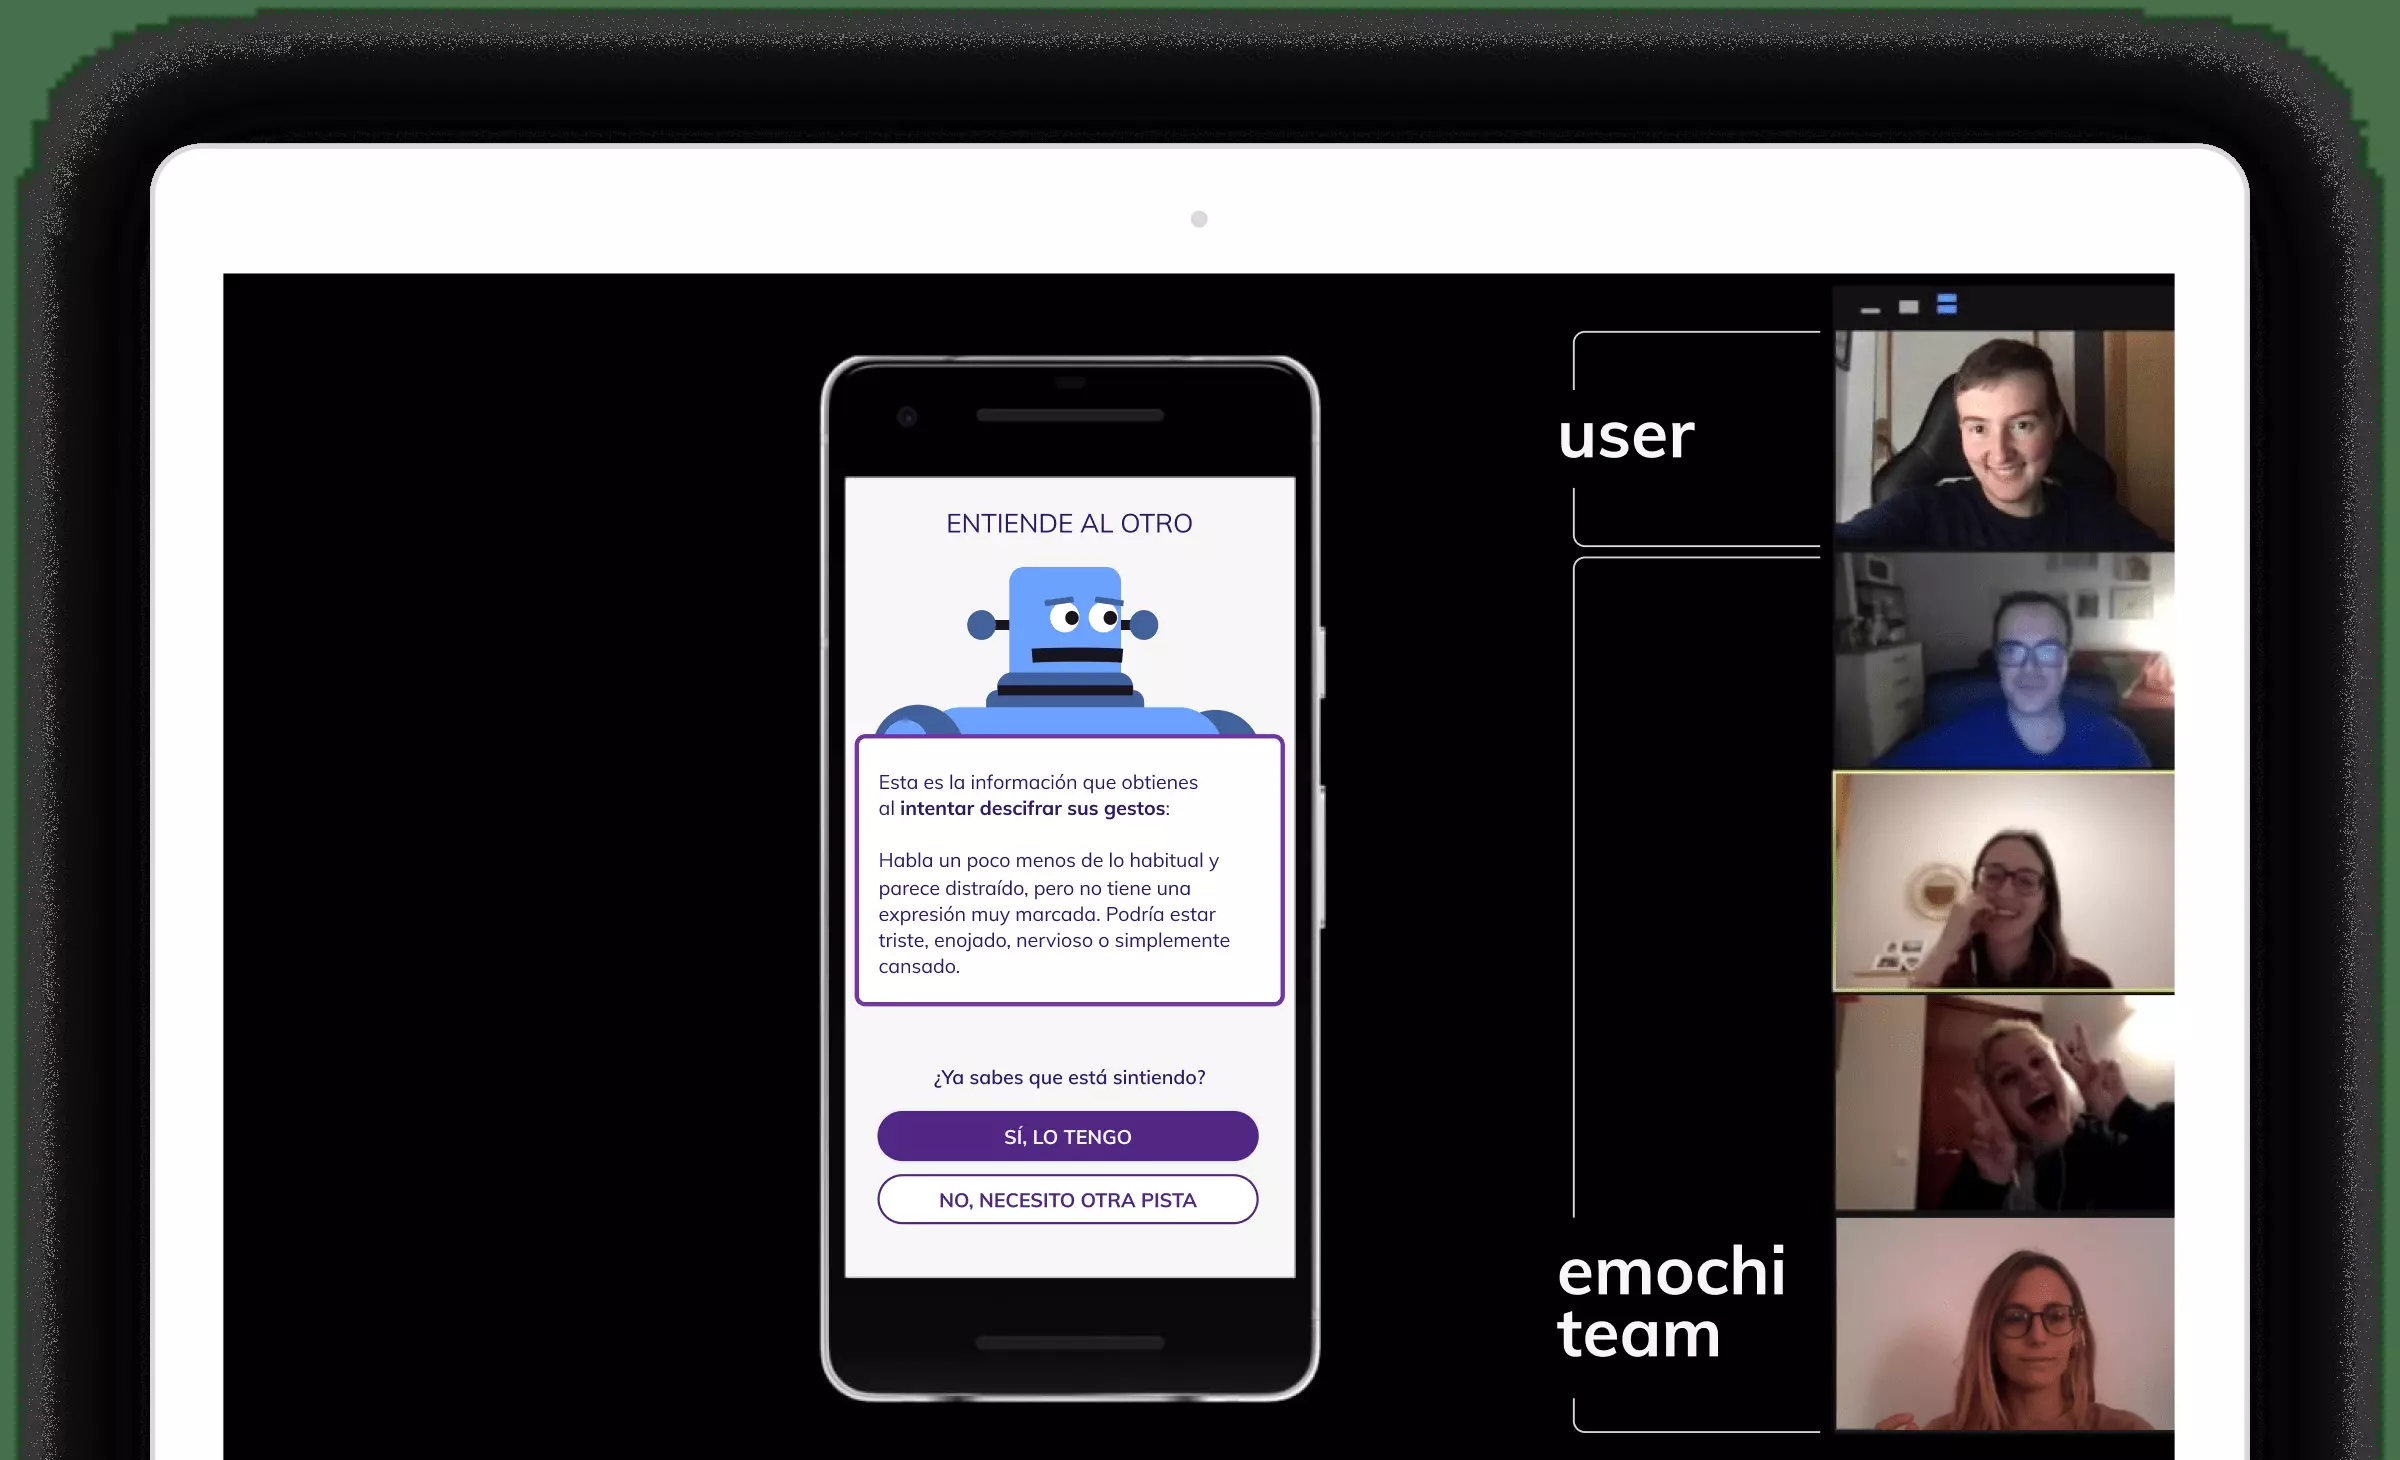 ENTIENDE AL OTRO
Esta es la información que obtienes
al intentar descifrar sus gestos:
Habla un poco menos de lo habitual y
parece distraído, pero no tiene una
expresión muy marcada. Podría estar
triste, enojado, nervioso o simplemente
cansado.
¿Ya sabes que está sintiendo?
SÍ, LO TENGO
NO, NECESITO OTRA PISTA
user
emochi
team